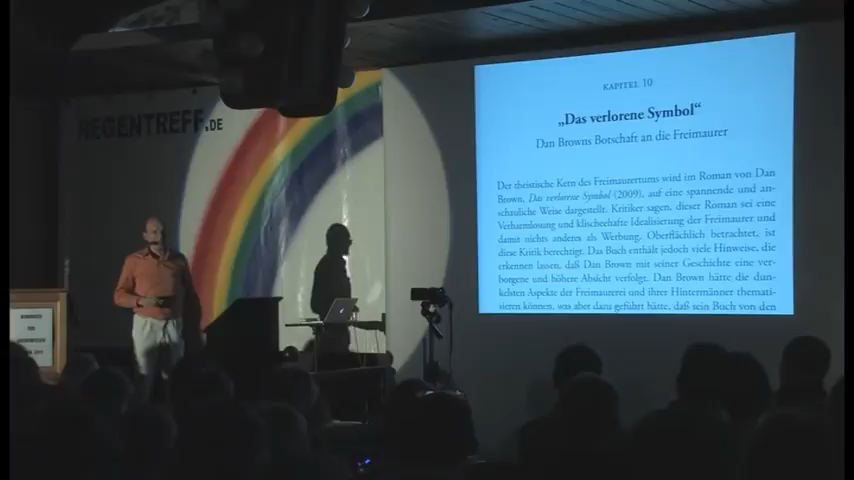 REGENTREFF.DE
KAPITEL 10
„Das verlorene Symbol“
Dan Browns Botschaft an die Freimaurer
Der theistische Kern des Freimaurertums wird im Roman von Dan
Brown, Das verlorene Symbol (2009), auf eine spannende und an-
schauliche Weise dargestellt. Kritiker sagen, dieser Roman sei eine
Verharmlosung und klischeehafte Idealisierung der Freimaurer und
damit nichts anderes als Werbung. Oberflächlich betrachtet, ist
diese Kritik berechtigt. Das Buch enthält jedoch viele Hinweise, die
erkennen lassen, daß Dan Brown mit seiner Geschichte eine ver-
borgene und höhere Absicht verfolgt. Dan Brown hätte die dun-
kelsten Aspekte der Freimaurerei und ihrer Hintermänner themati-
sieren können, was aber dazu geführt hätte, daß sein Buch von den